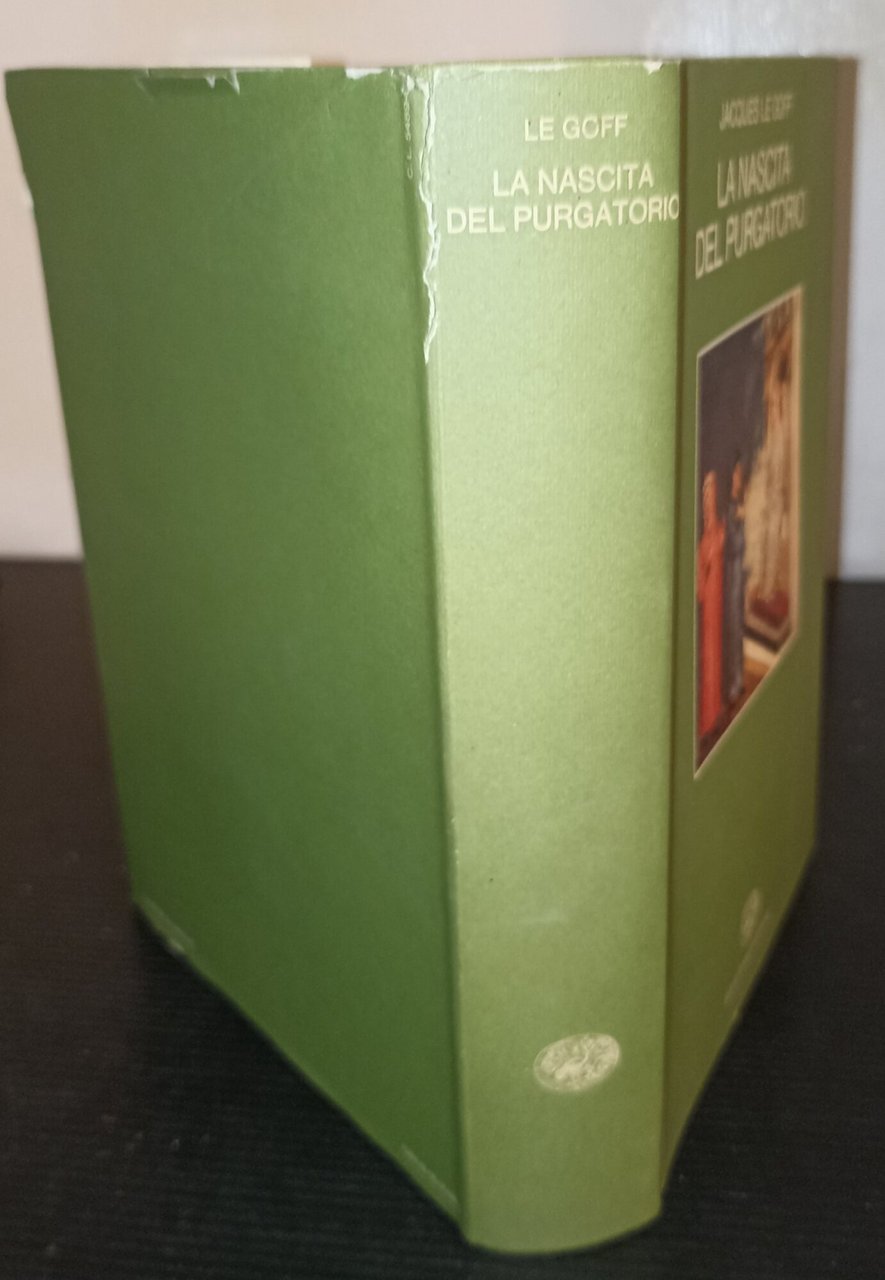 LE GOFF
LA NASCITA
DEL PURGATORIO
JACQUES LE GOFF
LA NASCITA
DEL PURGATORIO